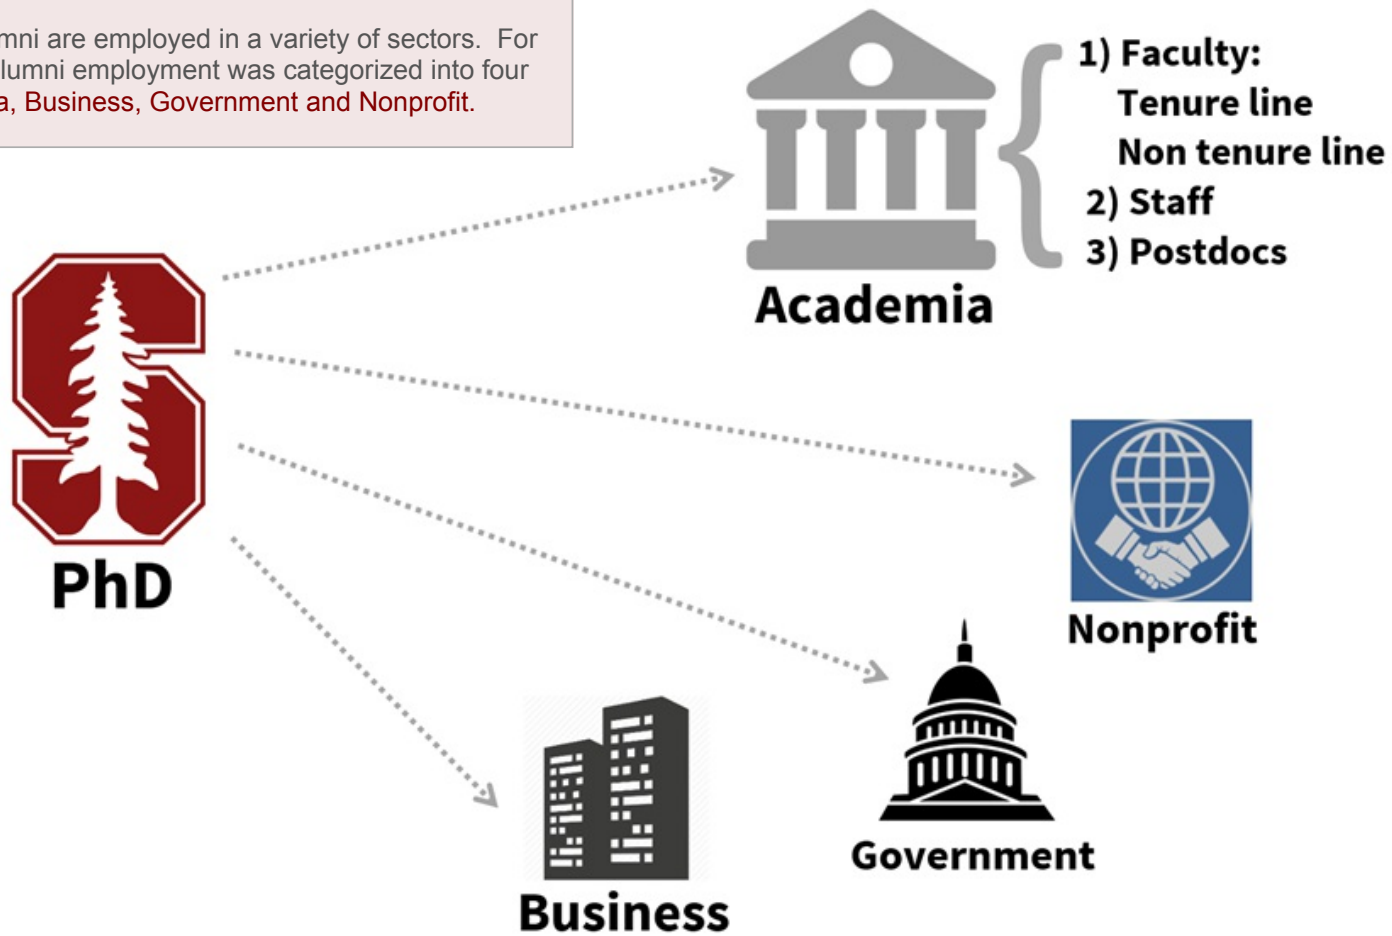 mni are employed in a variety of sectors. For
lumni employment was categorized into four
a, Business, Government and Nonprofit.
1) Faculty:
Tenure line
Non tenure line
2) Staff
3) Postdocs
Academia
PhD
Nonprofit
Government
Business